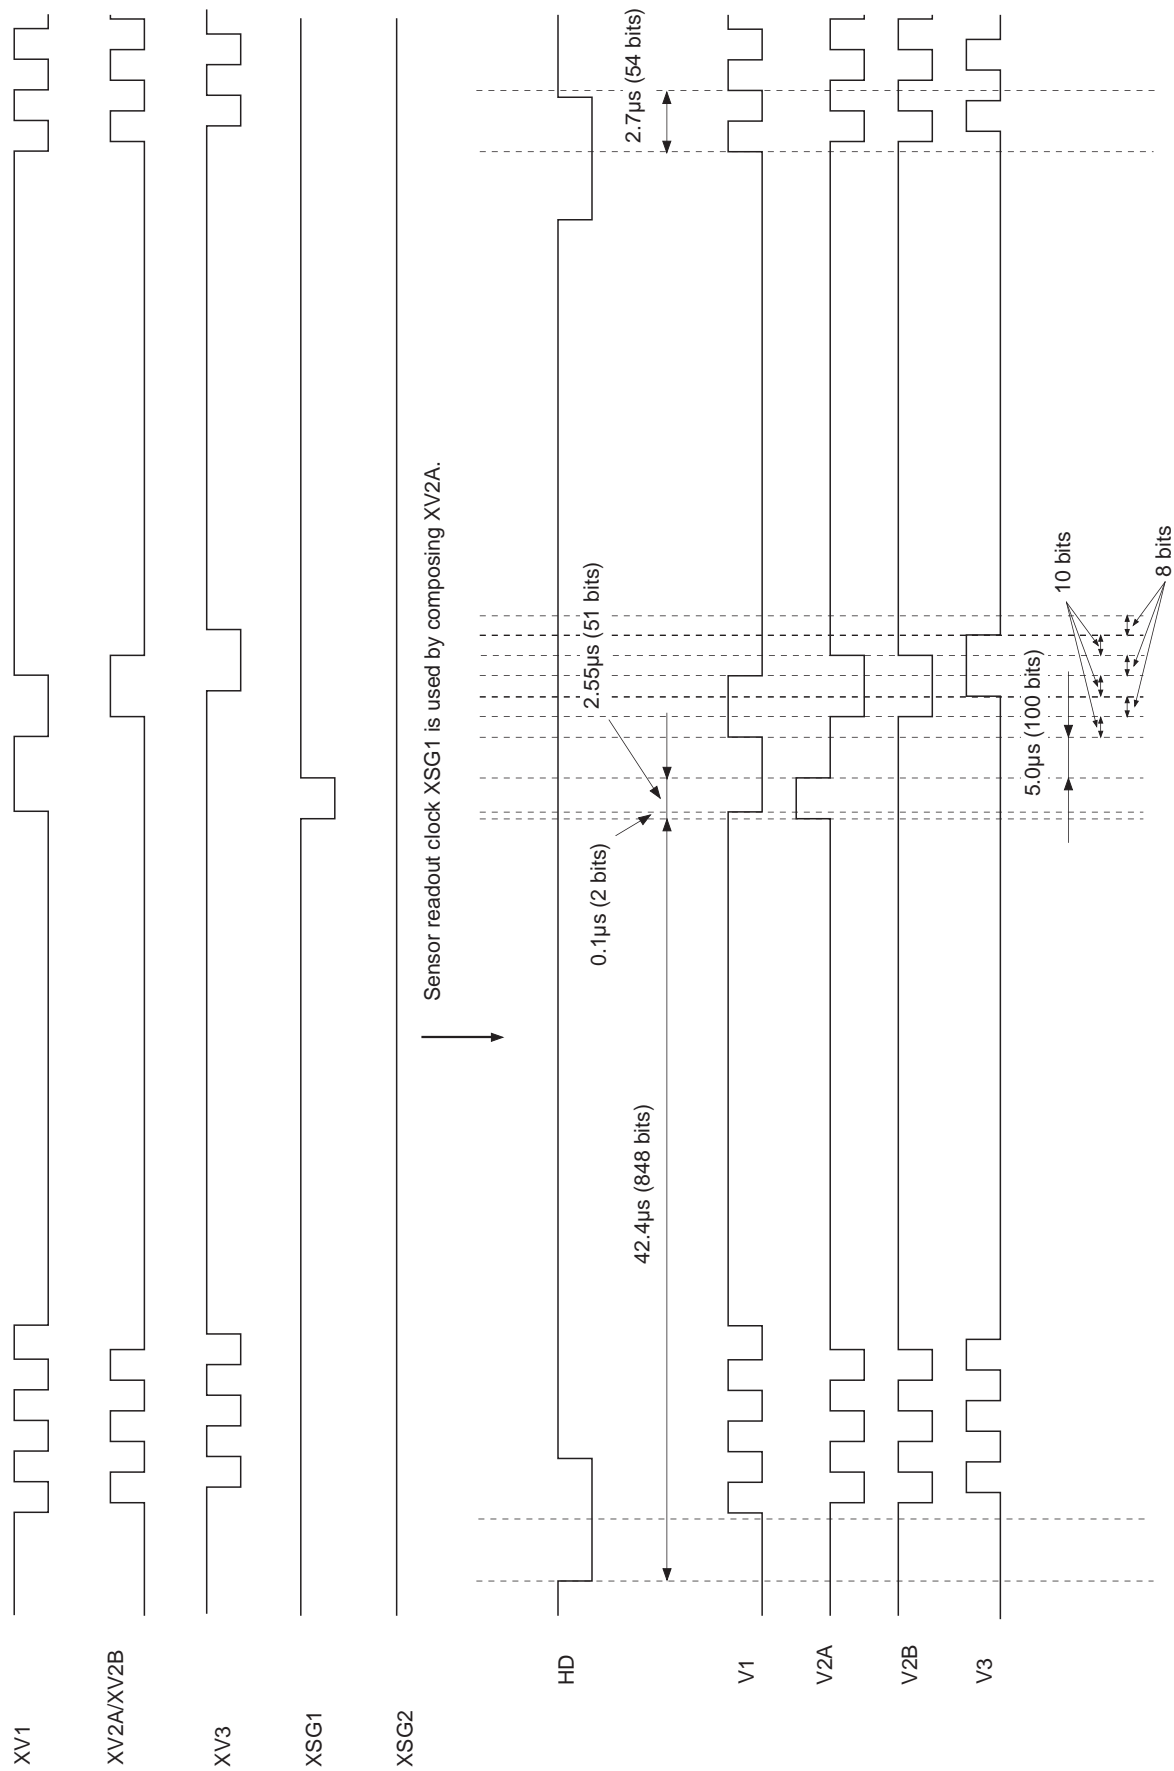 XV1
XV2A/XV2B
XV3
XSG1
XSG2
Sensor readout clock XSG1 is used by composing XV2A.
HD
42.4μs (848 bits)
0.1μs (2 bits)
2.55μs (51 bits)
2.7μs (54 bits)
V1
V2A
V2B
V3
5.0μs (100 bits)
10 bits
8 bits